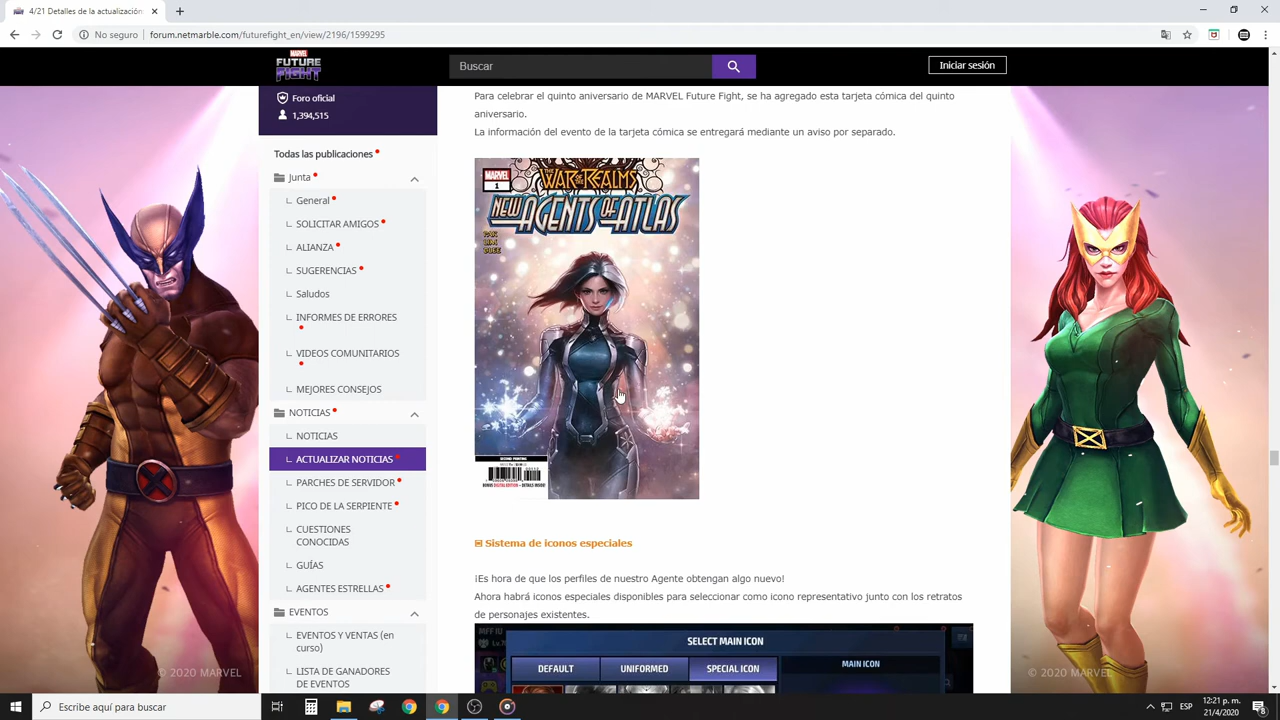 4/21 Detalles de la actualización
No seguro
forum.netmarble.com/futurefight_en/view/2196/1599295
MARVEL
FUTURE
FIGHT
Buscar
Iniciar sesión
Foro oficial
1,394,515
Todas las publicaciones
Junta
General
SOLICITAR AMIGOS
ALIANZA
SUGERENCIAS
Saludos
INFORMES DE ERRORES
VIDEOS COMUNITARIOS
MEJORES CONSEJOS
NOTICIAS
NOTICIAS
ACTUALIZAR NOTICIAS
PARCHES DE SERVIDOR
PICO DE LA SERPIENTE
CUESTIONES
CONOCIDAS
GUÍAS
AGENTES ESTRELLAS
EVENTOS
EVENTOS Y VENTAS (en
curso)
LISTA DE GANADORES
DE EVENTOS
Para celebrar el quinto aniversario de MARVEL Future Fight, se ha agregado esta tarjeta cómica del quinto
aniversario.
La información del evento de la tarjeta cómica se entregará mediante un aviso por separado.
MARVEL
1
THE WAR OF THE REALMS
NEW AGENTS OF ATLAS
SECOND PRINTING
Sistema de iconos especiales
¡Es hora de que los perfiles de nuestro Agente obtengan algo nuevo!
Ahora habrá iconos especiales disponibles para seleccionar como icono representativo junto con los retratos
de personajes existentes.
SELECT MAIN ICON
DEFAULT
UNIFORMED
SPECIAL ICON
MAIN ICON
© 2020 MARVEL
© 2020 MARVEL
Escribe aquí para buscar
ESP
12:21 p. m.
21/4/2020
8